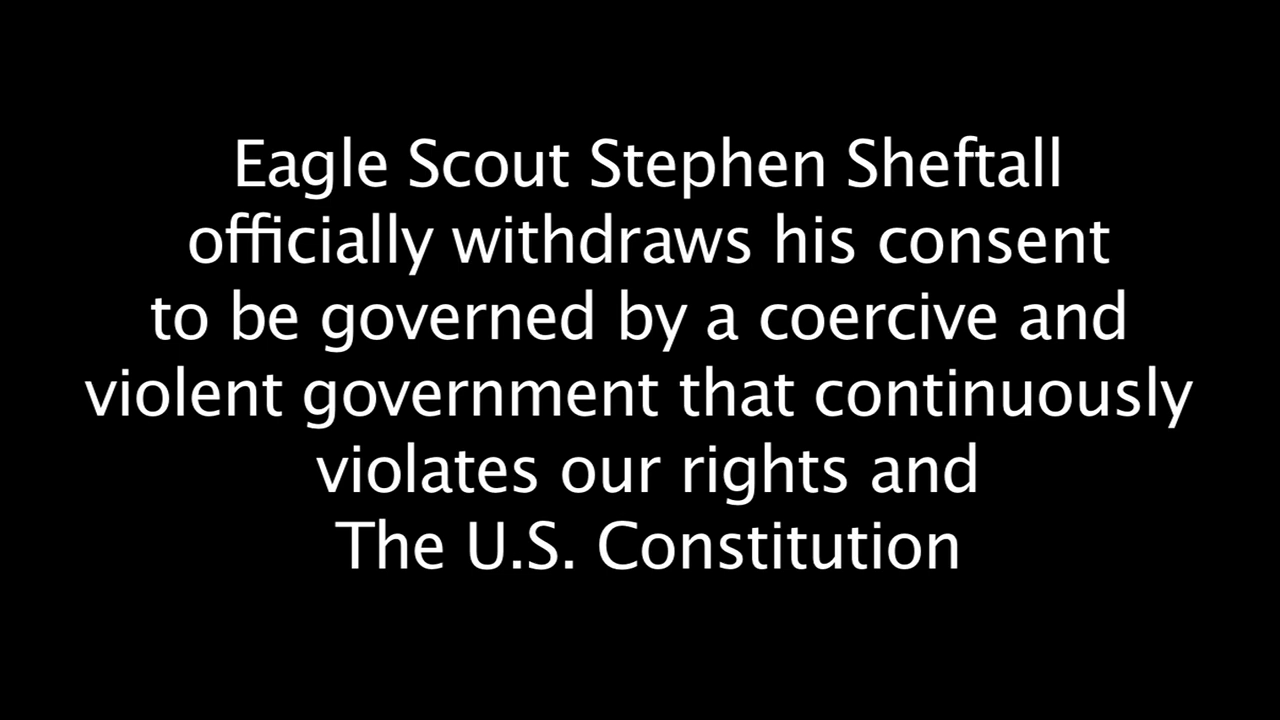 Eagle Scout Stephen Sheftall
officially withdraws his consent
to be governed by a coercive and
violent government that continuously
violates our rights and
The U.S. Constitution